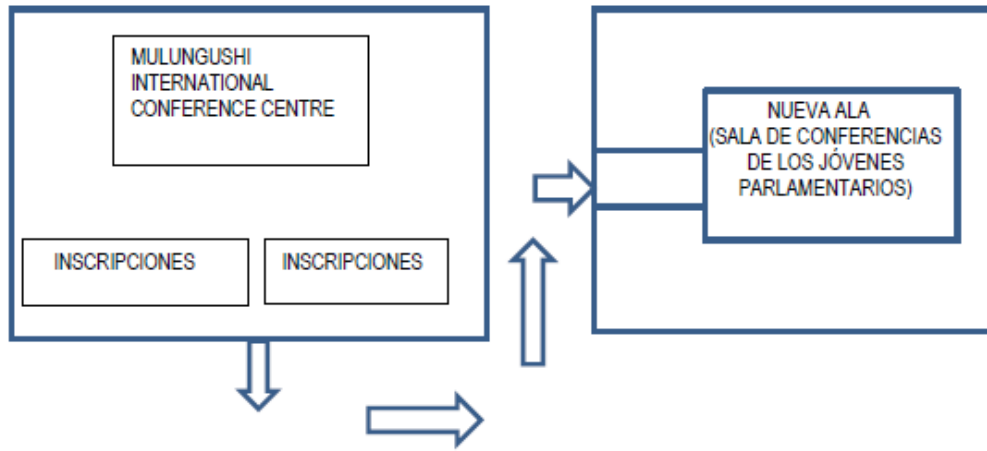 MULUNGUSHI
INTERNATIONAL
CONFERENCE CENTRE
INSCRIPCIONES
INSCRIPCIONES
NUEVA ALA
(SALA DE CONFERENCIAS
DE LOS JÓVENES
PARLAMENTARIOS)